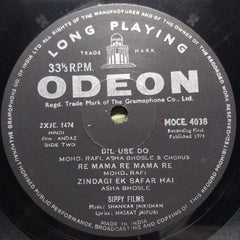 LONG PLAYING
TRADE MARK
33⅓ R.P.M.
ODEON
Regd. Trade Mark of The Gramophone Co., Ltd.
2XJE. 1474
MOCE. 4038
HINDI
Recording First
Film: ANDAZ
Published 1971
SIDE TWO
DIL USE DO
MOHD. RAFI, ASHA BHOSLE & CHORUS
RE MAMA RE MAMA RE
MOHD. RAFI
ZINDAGI EK SAFAR HAI
ASHA BHOSLE
SIPPY FILMS
Music: SHANKAR JAIKISHAN
Lyrics: HASRAT JAIPURI